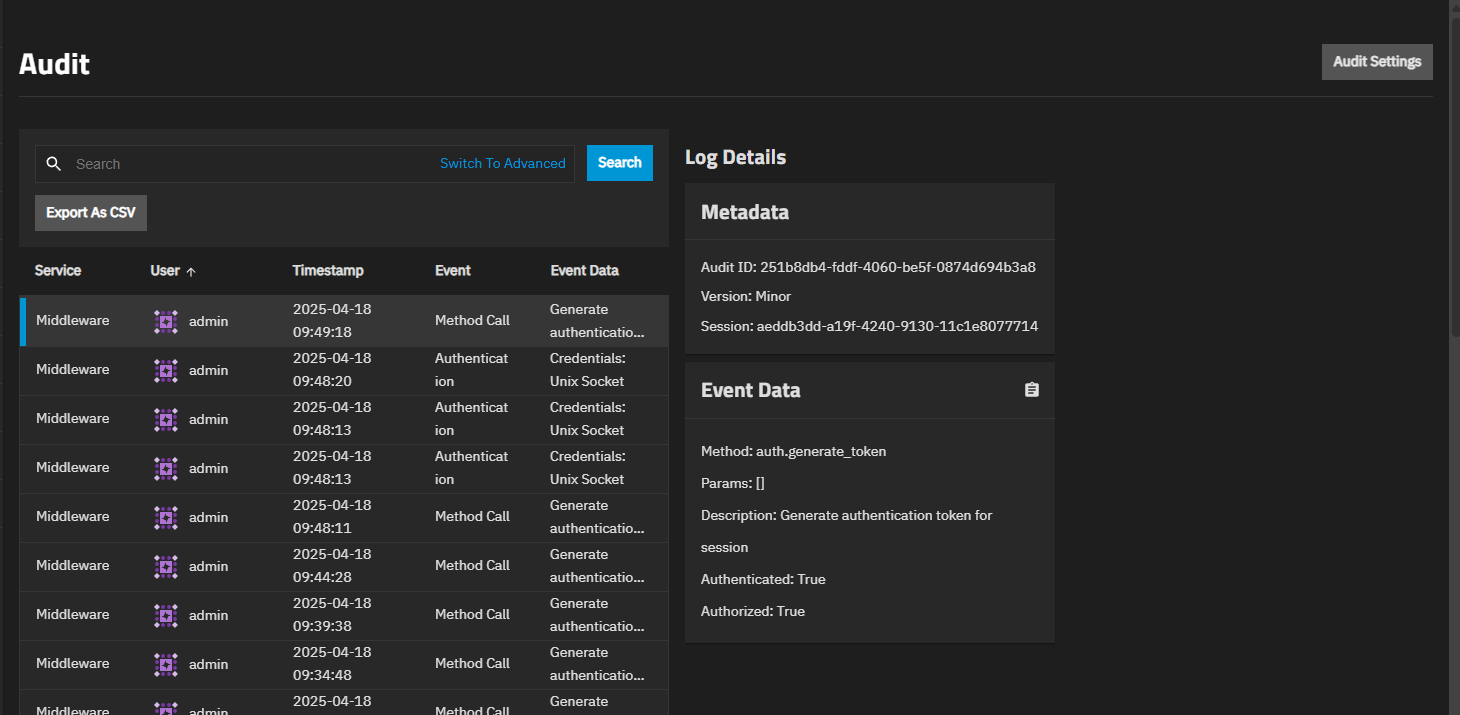 Audit
Audit Settings
Search
Switch To Advanced
Search
Export As CSV
Service User Timestamp Event Event Data
Middleware admin 2025-04-18 09:49:18 Method Call Generate authenticatio...
Middleware admin 2025-04-18 09:48:20 Authentication Credentials: Unix Socket
Middleware admin 2025-04-18 09:48:13 Authentication Credentials: Unix Socket
Middleware admin 2025-04-18 09:48:13 Authentication Credentials: Unix Socket
Middleware admin 2025-04-18 09:48:11 Method Call Generate authenticatio...
Middleware admin 2025-04-18 09:44:28 Method Call Generate authenticatio...
Middleware admin 2025-04-18 09:39:38 Method Call Generate authenticatio...
Middleware admin 2025-04-18 09:34:48 Method Call Generate authenticatio...
Middleware admin 2025-04-18 Method Call Generate
Log Details
Metadata
Audit ID: 251b8db4-fddf-4060-be5f-0874d694b3a8
Version: Minor
Session: aeddb3dd-a19f-4240-9130-11c1e8077714
Event Data
Method: auth.generate_token
Params: []
Description: Generate authentication token for
session
Authenticated: True
Authorized: True